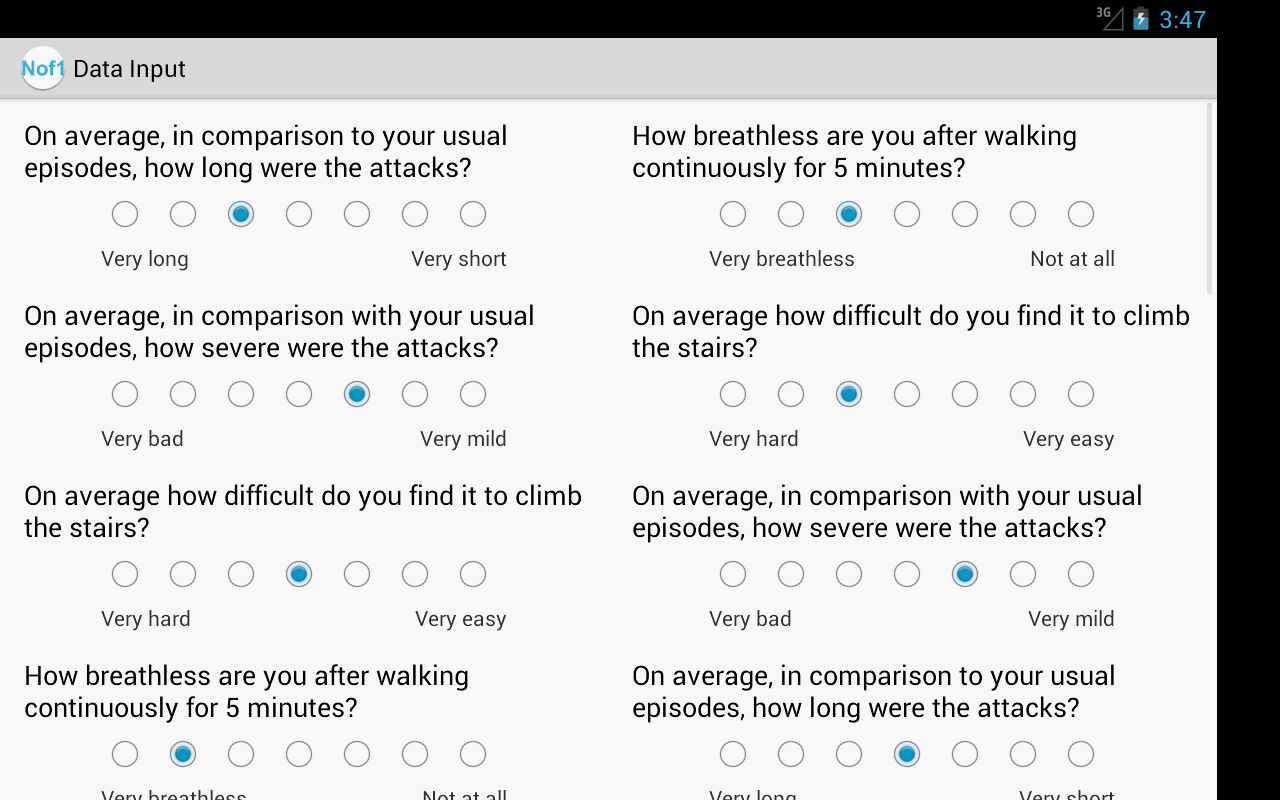 3G 3:47
Nof1 Data Input
On average, in comparison to your usual
episodes, how long were the attacks?
Very long Very short
How breathless are you after walking
continuously for 5 minutes?
Very breathless Not at all
On average, in comparison with your usual
episodes, how severe were the attacks?
Very bad Very mild
On average how difficult do you find it to climb
the stairs?
Very hard Very easy
On average how difficult do you find it to climb
the stairs?
Very hard Very easy
On average, in comparison with your usual
episodes, how severe were the attacks?
Very bad Very mild
How breathless are you after walking
continuously for 5 minutes?
Very breathless Not at all
On average, in comparison to your usual
episodes, how long were the attacks?
Very long Very short